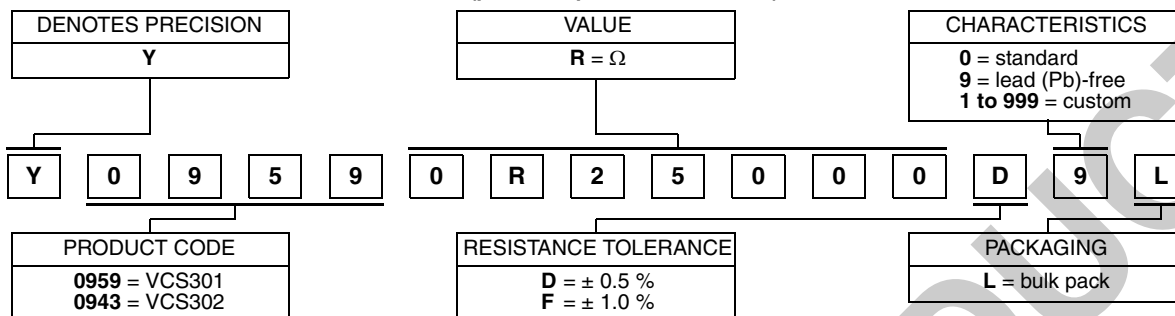 DENOTES PRECISION
Y
VALUE
R = Ω
CHARACTERISTICS
0 = standard
9 = lead (Pb)-free
1 to 999 = custom
Y 0 9 5 9 0 R 2 5 0 0 0 D 9 L
PRODUCT CODE
0959 = VCS301
0943 = VCS302
RESISTANCE TOLERANCE
D = ± 0.5 %
F = ± 1.0 %
PACKAGING
L = bulk pack